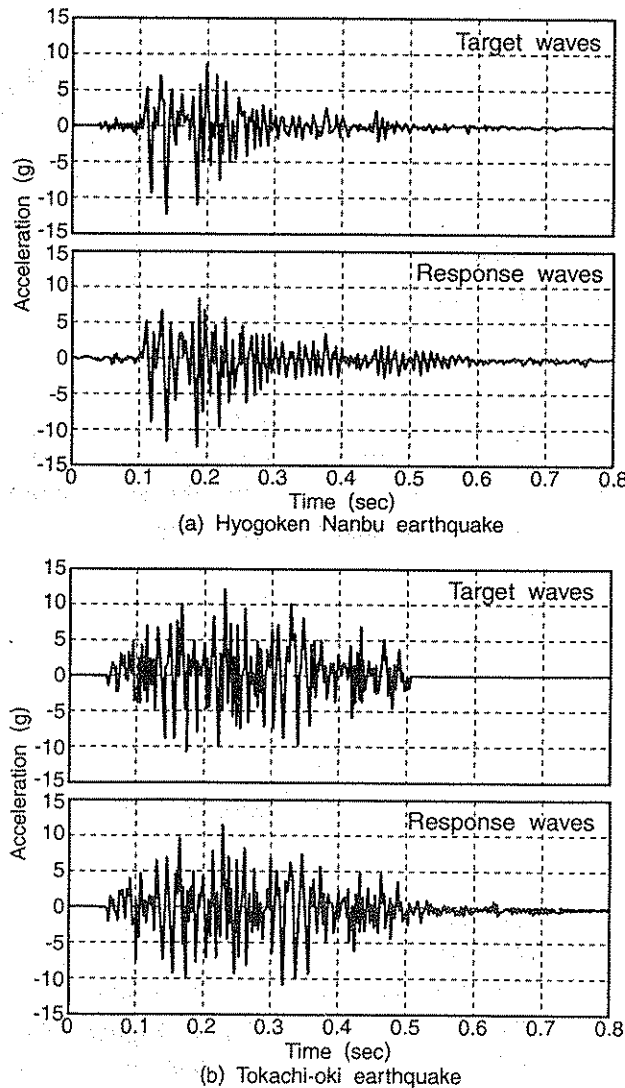 15
Target waves
10
5
0
-5
-10
-15
Acceleration (g)
15
Response waves
10
5
0
-5
-10
-15
0 0.1 0.2 0.3 0.4 0.5 0.6 0.7 0.8
Time (sec)
(a) Hyogoken Nanbu earthquake
15
Target waves
10
5
0
-5
-10
-15
Acceleration (g)
15
Response waves
10
5
0
-5
-10
-15
0 0.1 0.2 0.3 0.4 0.5 0.6 0.7 0.8
Time (sec)
(b) Tokachi-oki earthquake